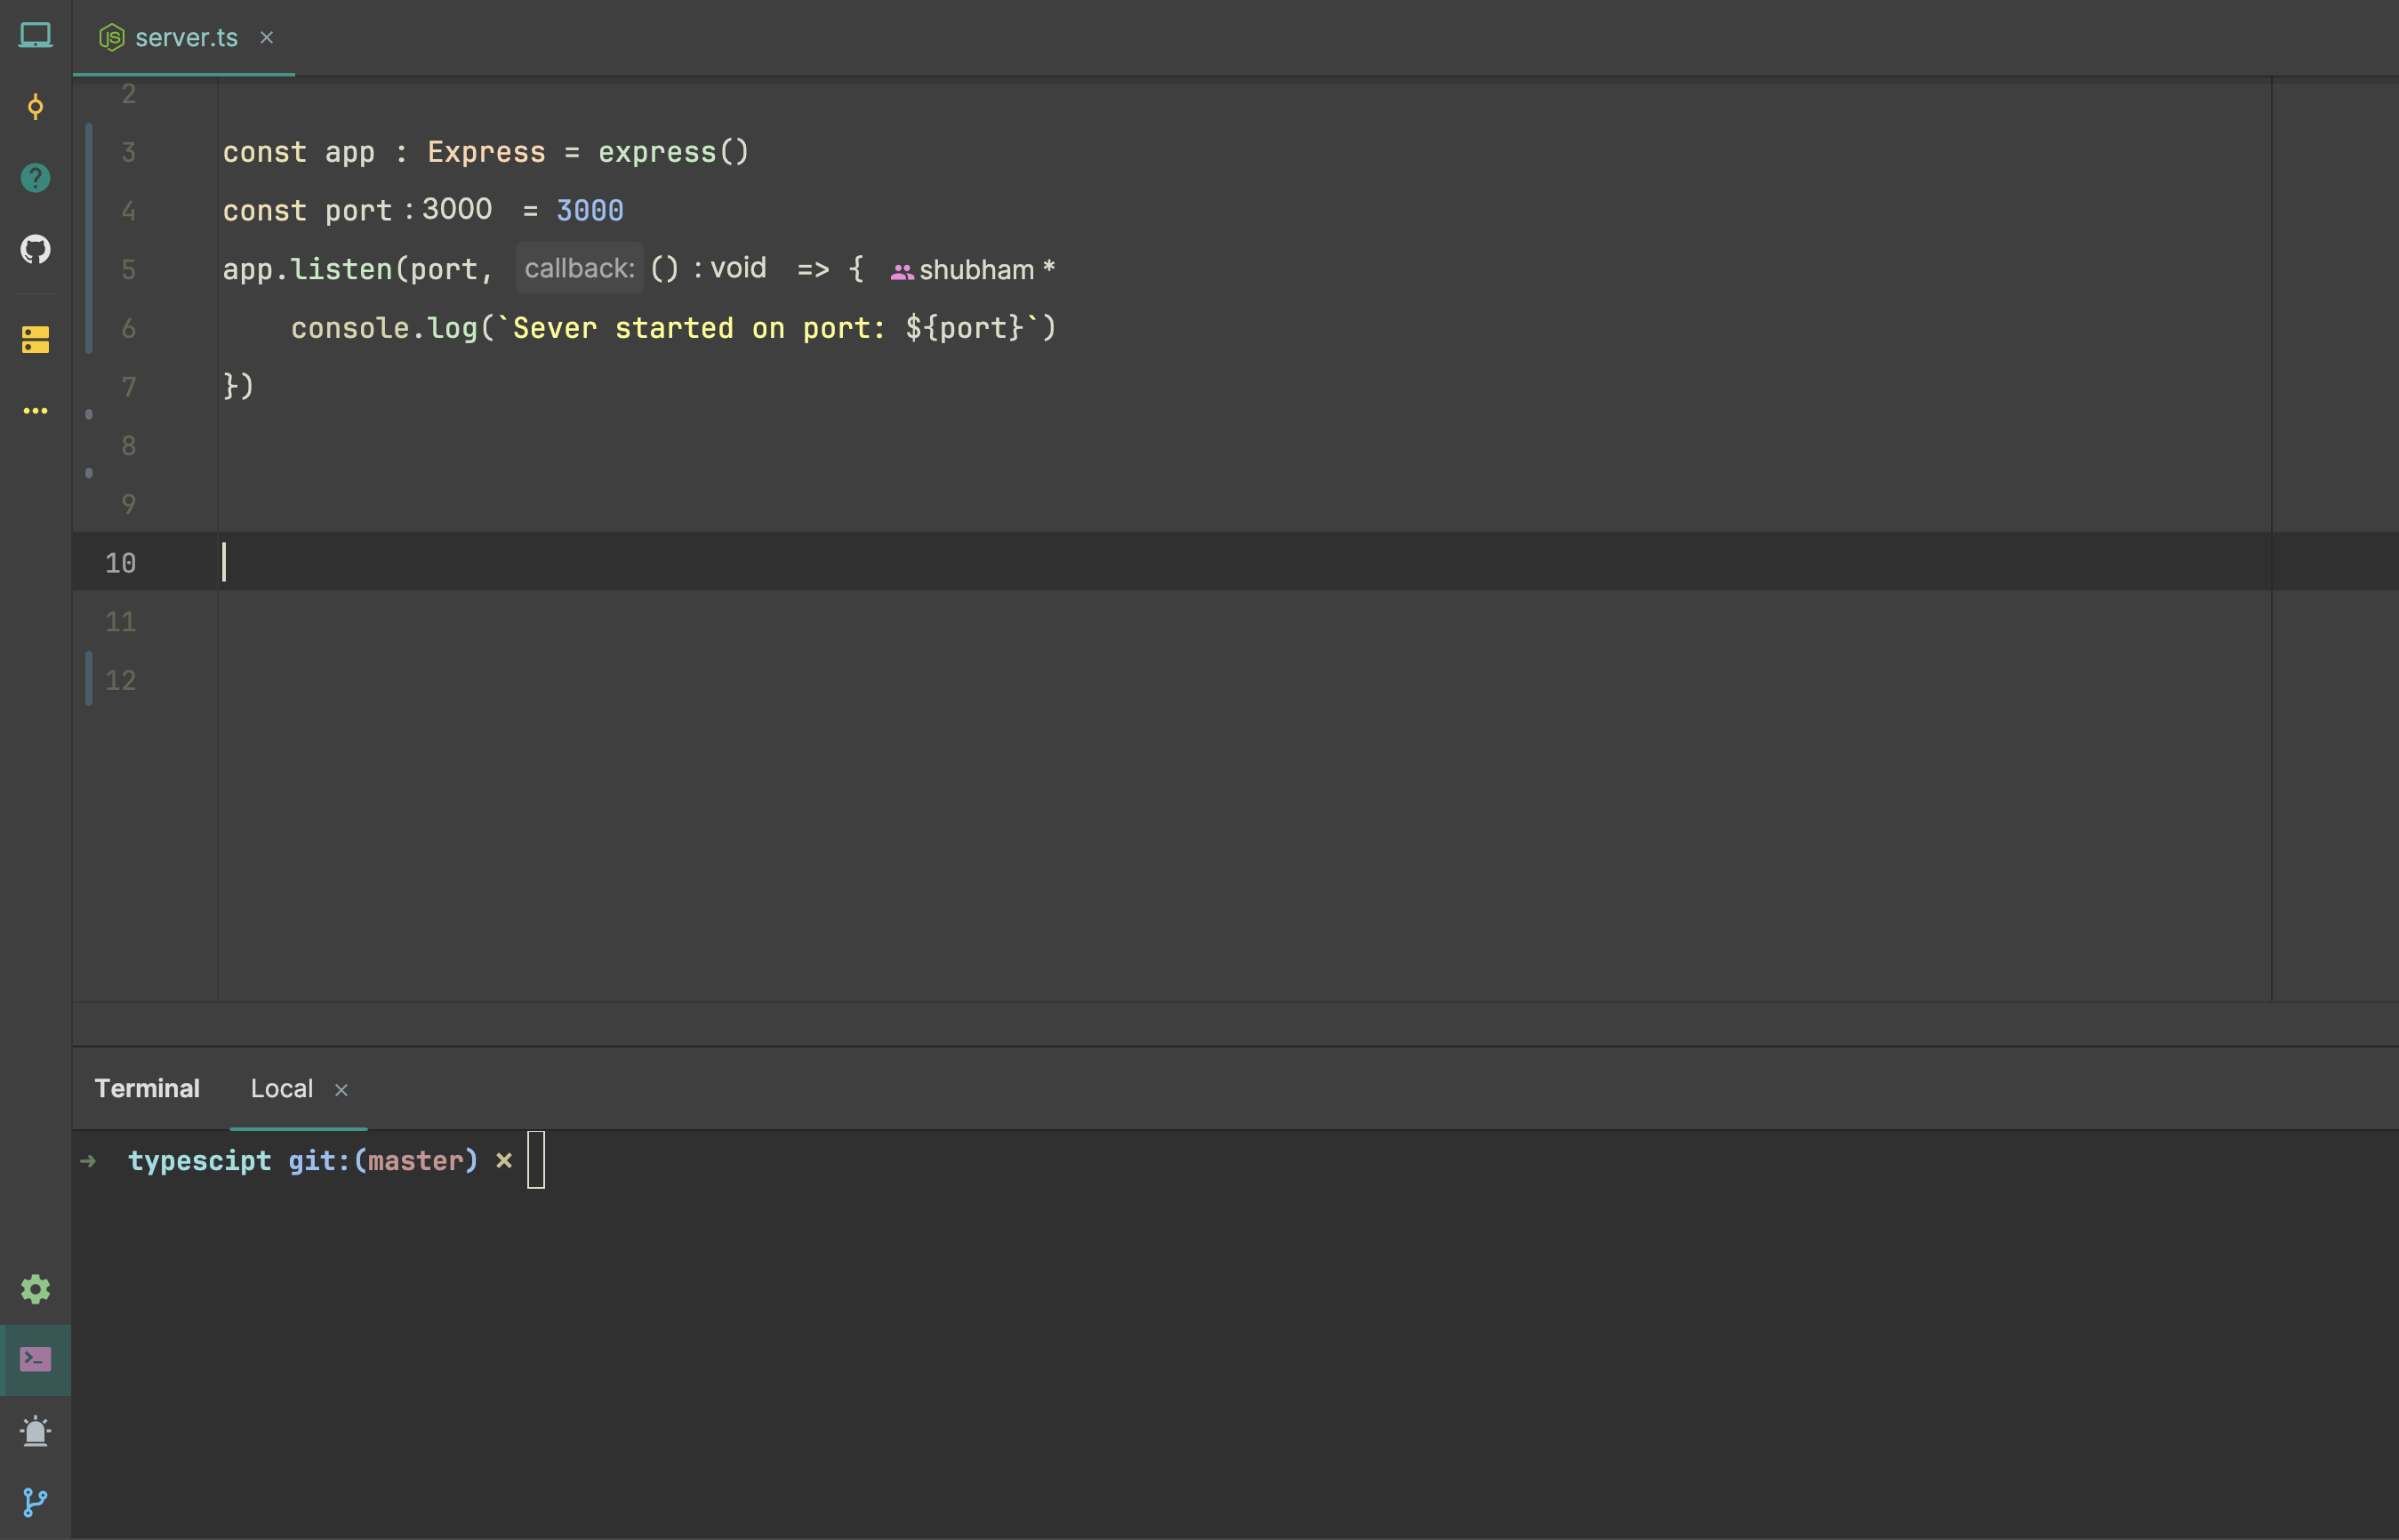 server.ts ×
2
3 const app : Express = express()
4 const port : 3000 = 3000
5 app.listen(port, callback: () : void => { shubham *
6 console.log(`Sever started on port: ${port}`)
7 })
8
9
10
11
12
Terminal Local ×
➜ typescipt git:(master) ×